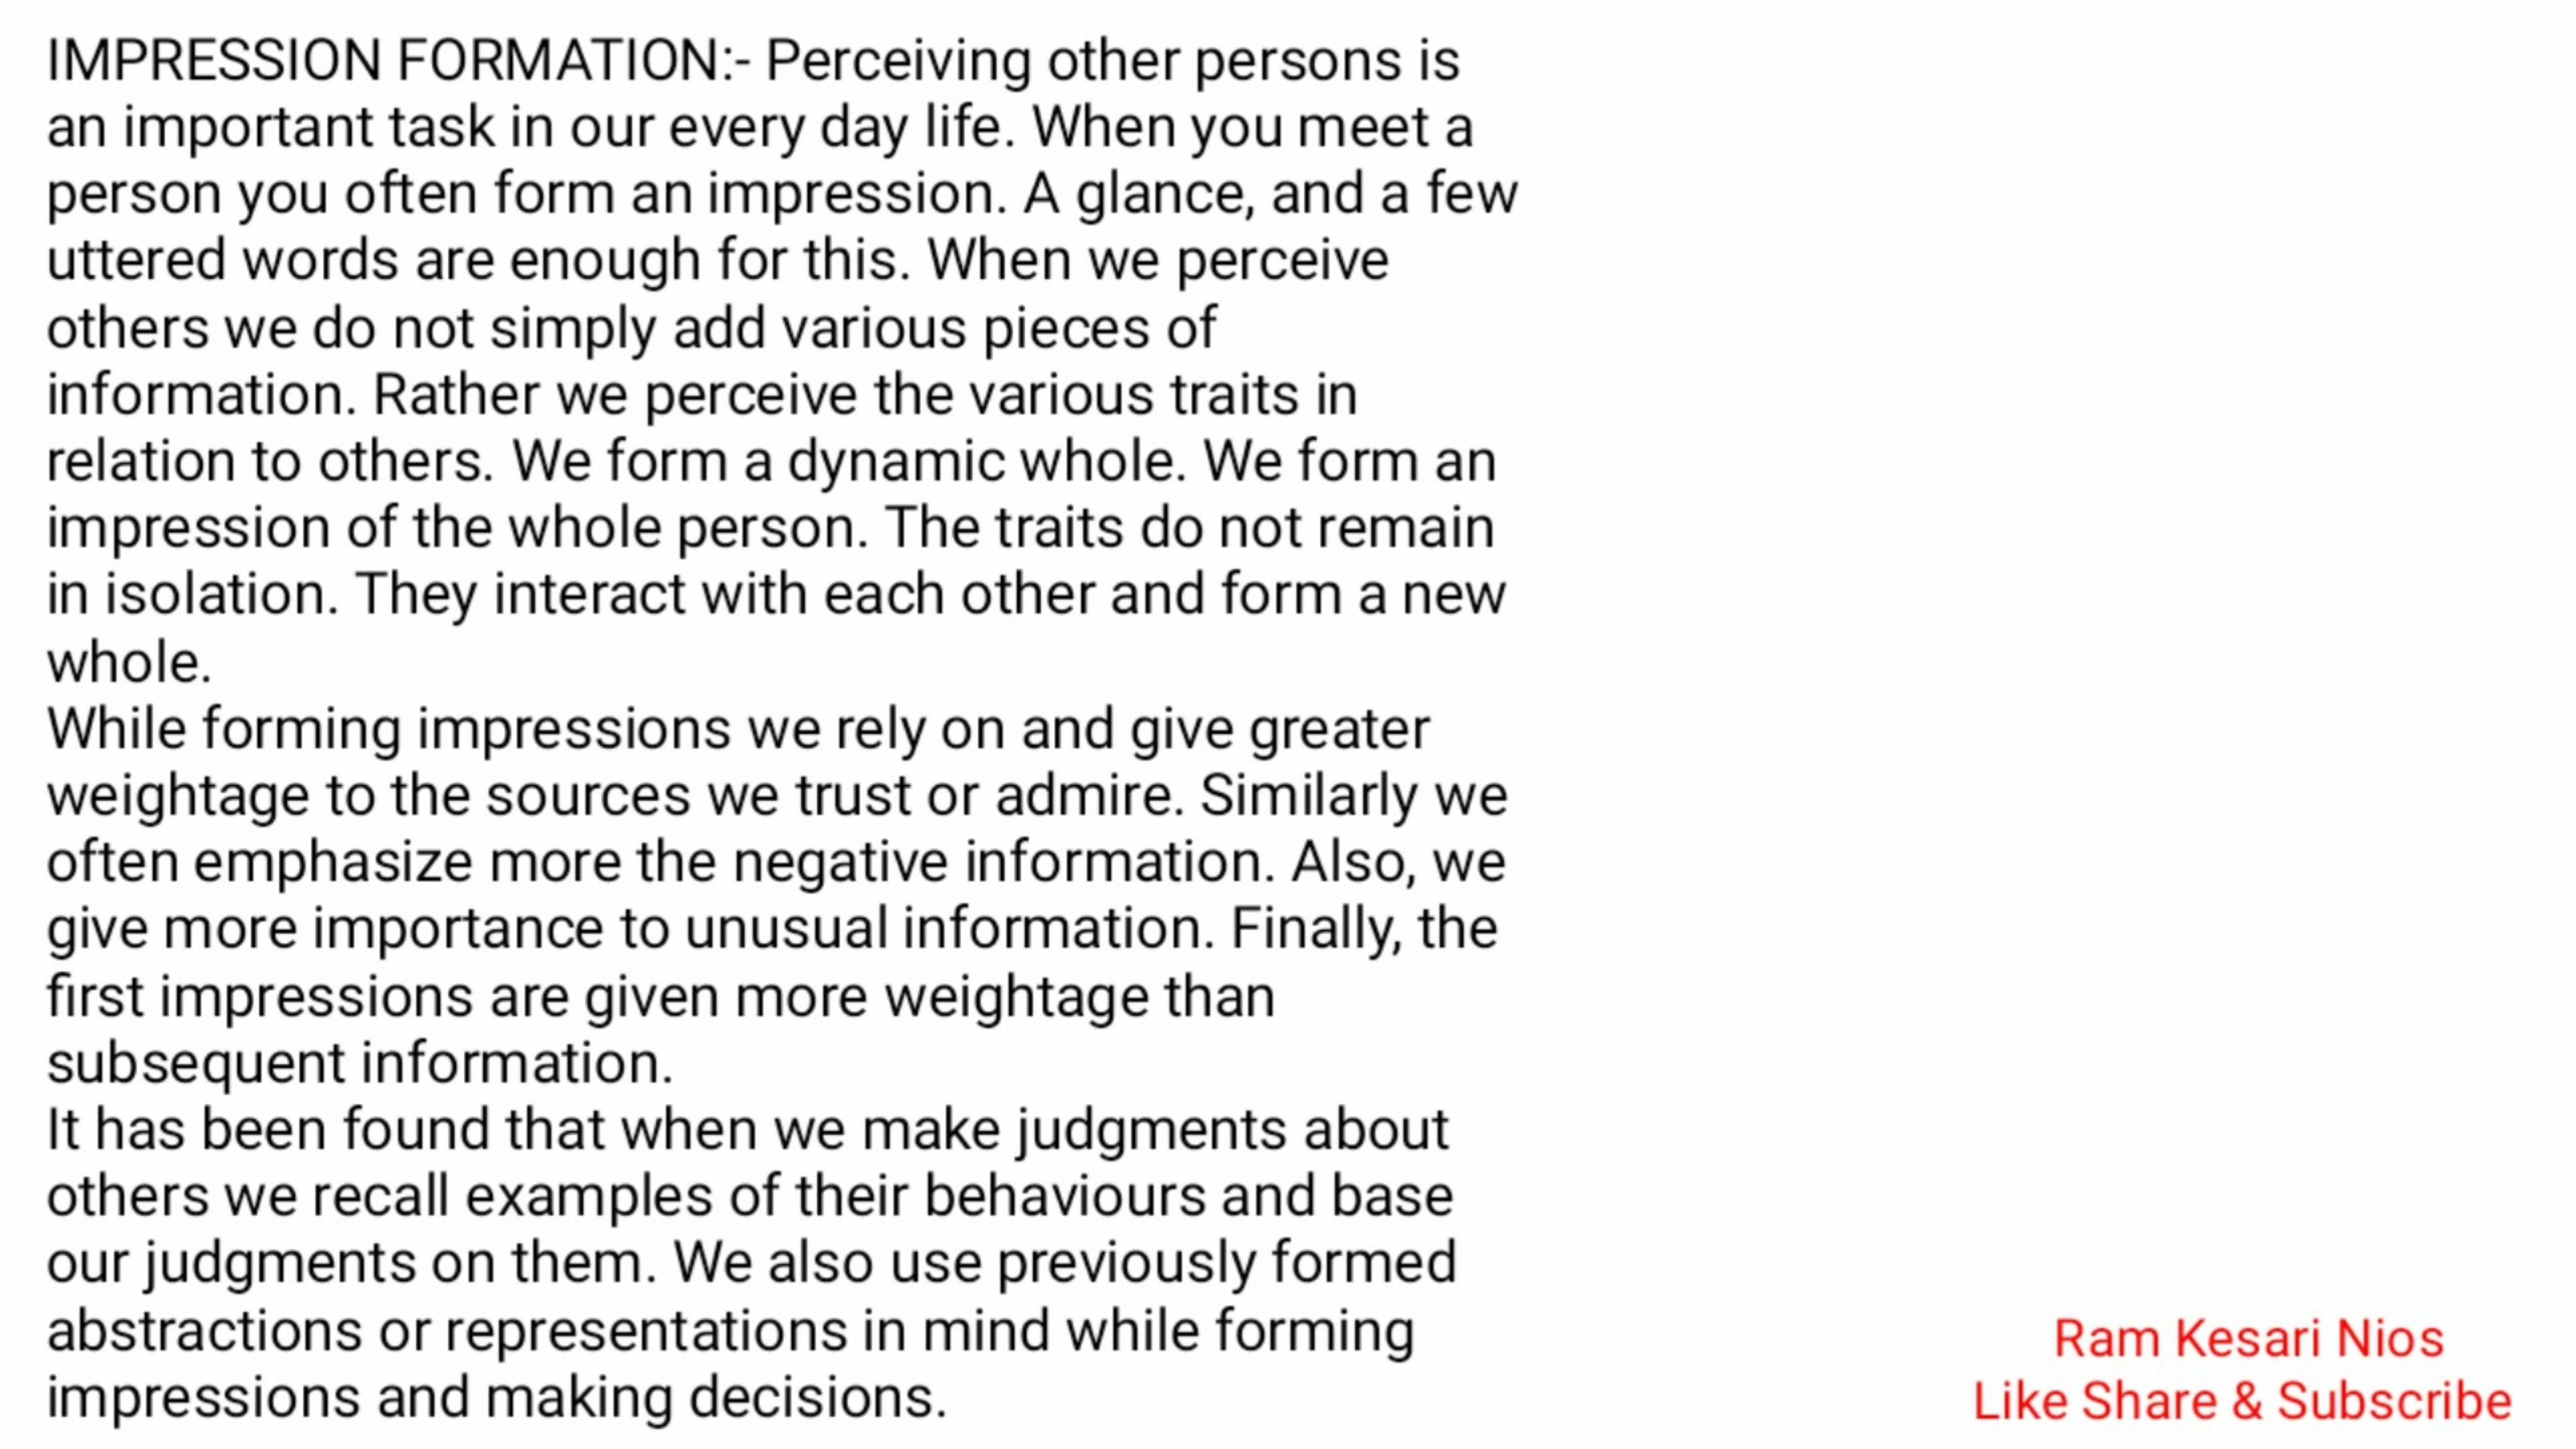 IMPRESSION FORMATION:- Perceiving other persons is
an important task in our every day life. When you meet a
person you often form an impression. A glance, and a few
uttered words are enough for this. When we perceive
others we do not simply add various pieces of
information. Rather we perceive the various traits in
relation to others. We form a dynamic whole. We form an
impression of the whole person. The traits do not remain
in isolation. They interact with each other and form a new
whole.
While forming impressions we rely on and give greater
weightage to the sources we trust or admire. Similarly we
often emphasize more the negative information. Also, we
give more importance to unusual information. Finally, the
first impressions are given more weightage than
subsequent information.
It has been found that when we make judgments about
others we recall examples of their behaviours and base
our judgments on them. We also use previously formed
abstractions or representations in mind while forming
impressions and making decisions.
Ram Kesari Nios
Like Share & Subscribe